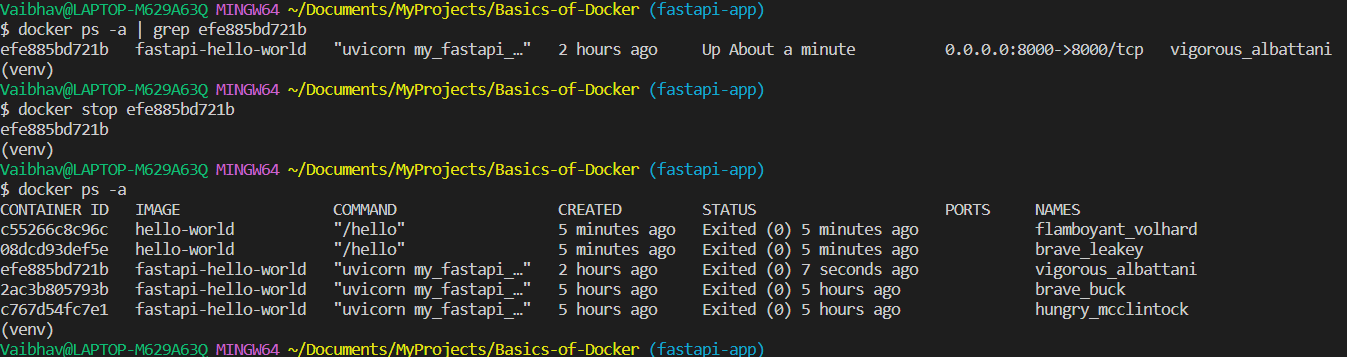 Vaibhav@LAPTOP-M629A63Q MINGW64 ~/Documents/MyProjects/Basics-of-Docker (fastapi-app)
$ docker ps -a | grep efe885bd721b
efe885bd721b   fastapi-hello-world   "uvicorn my_fastapi_…"   2 hours ago     Up About a minute         0.0.0.0:8000->8000/tcp   vigorous_albattani
(venv)
Vaibhav@LAPTOP-M629A63Q MINGW64 ~/Documents/MyProjects/Basics-of-Docker (fastapi-app)
$ docker stop efe885bd721b
efe885bd721b
(venv)
Vaibhav@LAPTOP-M629A63Q MINGW64 ~/Documents/MyProjects/Basics-of-Docker (fastapi-app)
$ docker ps -a
CONTAINER ID   IMAGE                 COMMAND                  CREATED         STATUS                     PORTS     NAMES
c55266c8c96c   hello-world           "/hello"                 5 minutes ago   Exited (0) 5 minutes ago             flamboyant_volhard
08dcd93def5e   hello-world           "/hello"                 5 minutes ago   Exited (0) 5 minutes ago             brave_leakey
efe885bd721b   fastapi-hello-world   "uvicorn my_fastapi_…"   2 hours ago     Exited (0) 7 seconds ago             vigorous_albattani
2ac3b805793b   fastapi-hello-world   "uvicorn my_fastapi_…"   5 hours ago     Exited (0) 5 hours ago               brave_buck
c767d54fc7e1   fastapi-hello-world   "uvicorn my_fastapi_…"   5 hours ago     Exited (0) 5 hours ago               hungry_mcclintock
(venv)
Vaibhav@LAPTOP-M629A63Q MINGW64 ~/Documents/MyProjects/Basics-of-Docker (fastapi-app)